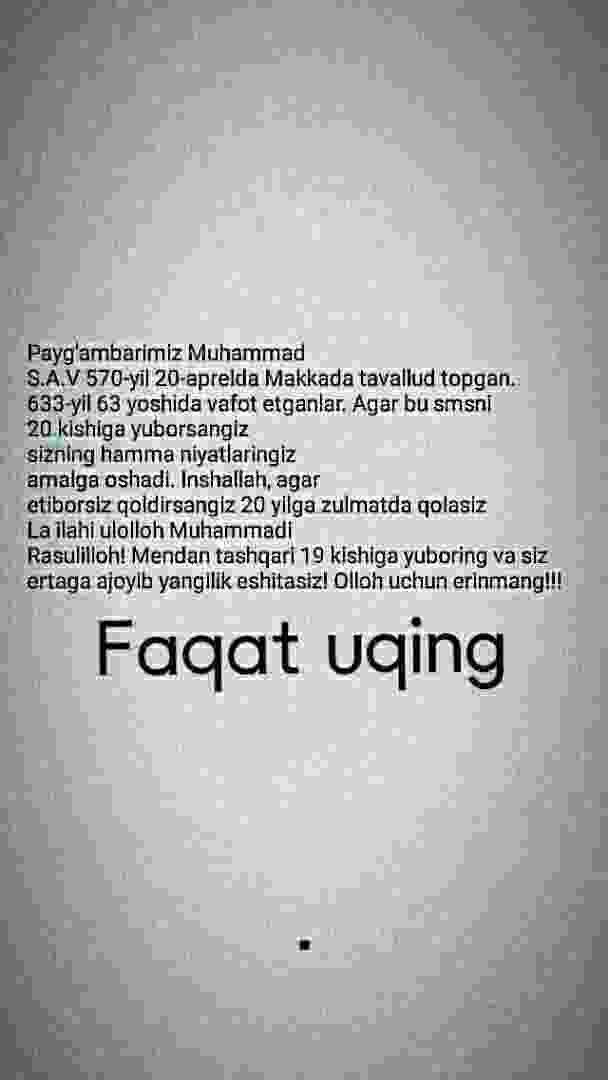 Payg'ambarimiz Muhammad
S.A.V 570-yil 20-aprelda Makkada tavallud topgan.
633-yil 63 yoshida vafot etganlar. Agar bu smsni
20 kishiga yuborsangiz
sizning hamma niyatlaringiz
amalga oshadi. Inshallah, agar
etiborsiz qoldirsangiz 20 yilga zulmatda qolasiz
La ilahi ulolloh Muhammadi
Rasulilloh! Mendan tashqari 19 kishiga yuboring va siz
ertaga ajoyib yangilik eshitasiz! Olloh uchun erinmang!!!
Faqat uqing
.